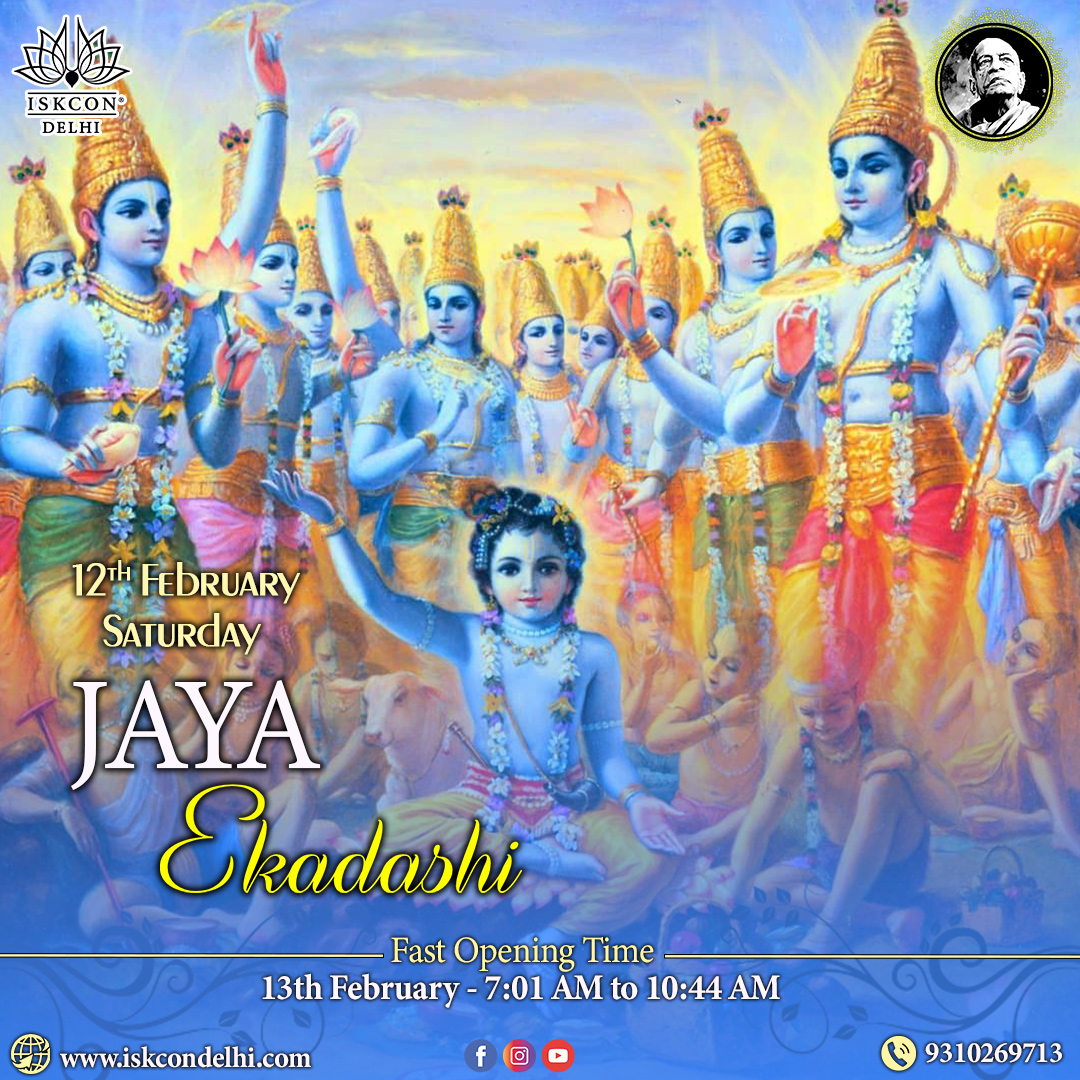 ISKCON®
DELHI
12TH February
Saturday
JAYA
Ekadashi
Fast Opening Time
13th February - 7:01 AM to 10:44 AM
www.iskcondelhi.com
9310269713